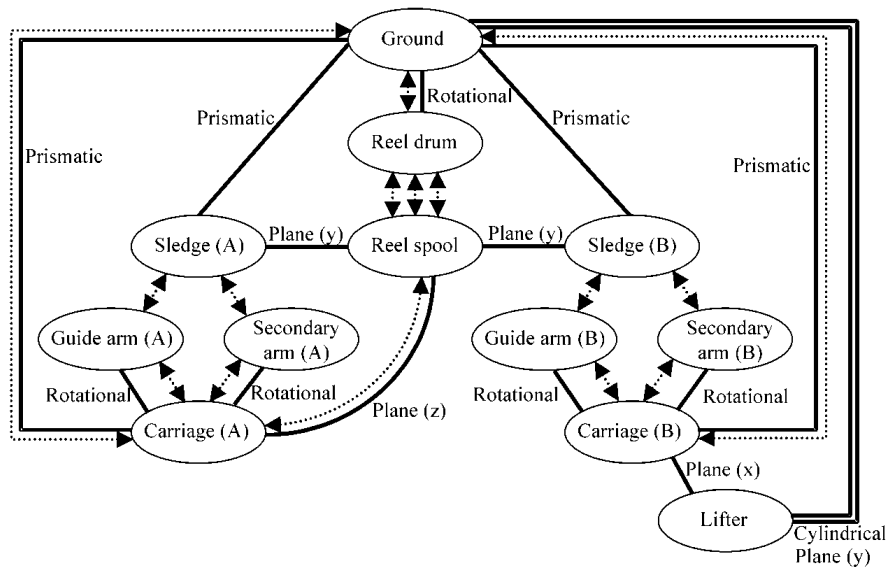 Ground
Rotational
Prismatic
Prismatic
Reel drum
Prismatic
Prismatic
Sledge (A)
Plane (y)
Reel spool
Plane (y)
Sledge (B)
Guide arm (A)
Secondary
arm (A)
Guide arm (B)
Secondary
arm (B)
Rotational
Rotational
Rotational
Rotational
Plane (z)
Carriage (A)
Carriage (B)
Plane (x)
Lifter
Cylindrical
Plane (y)